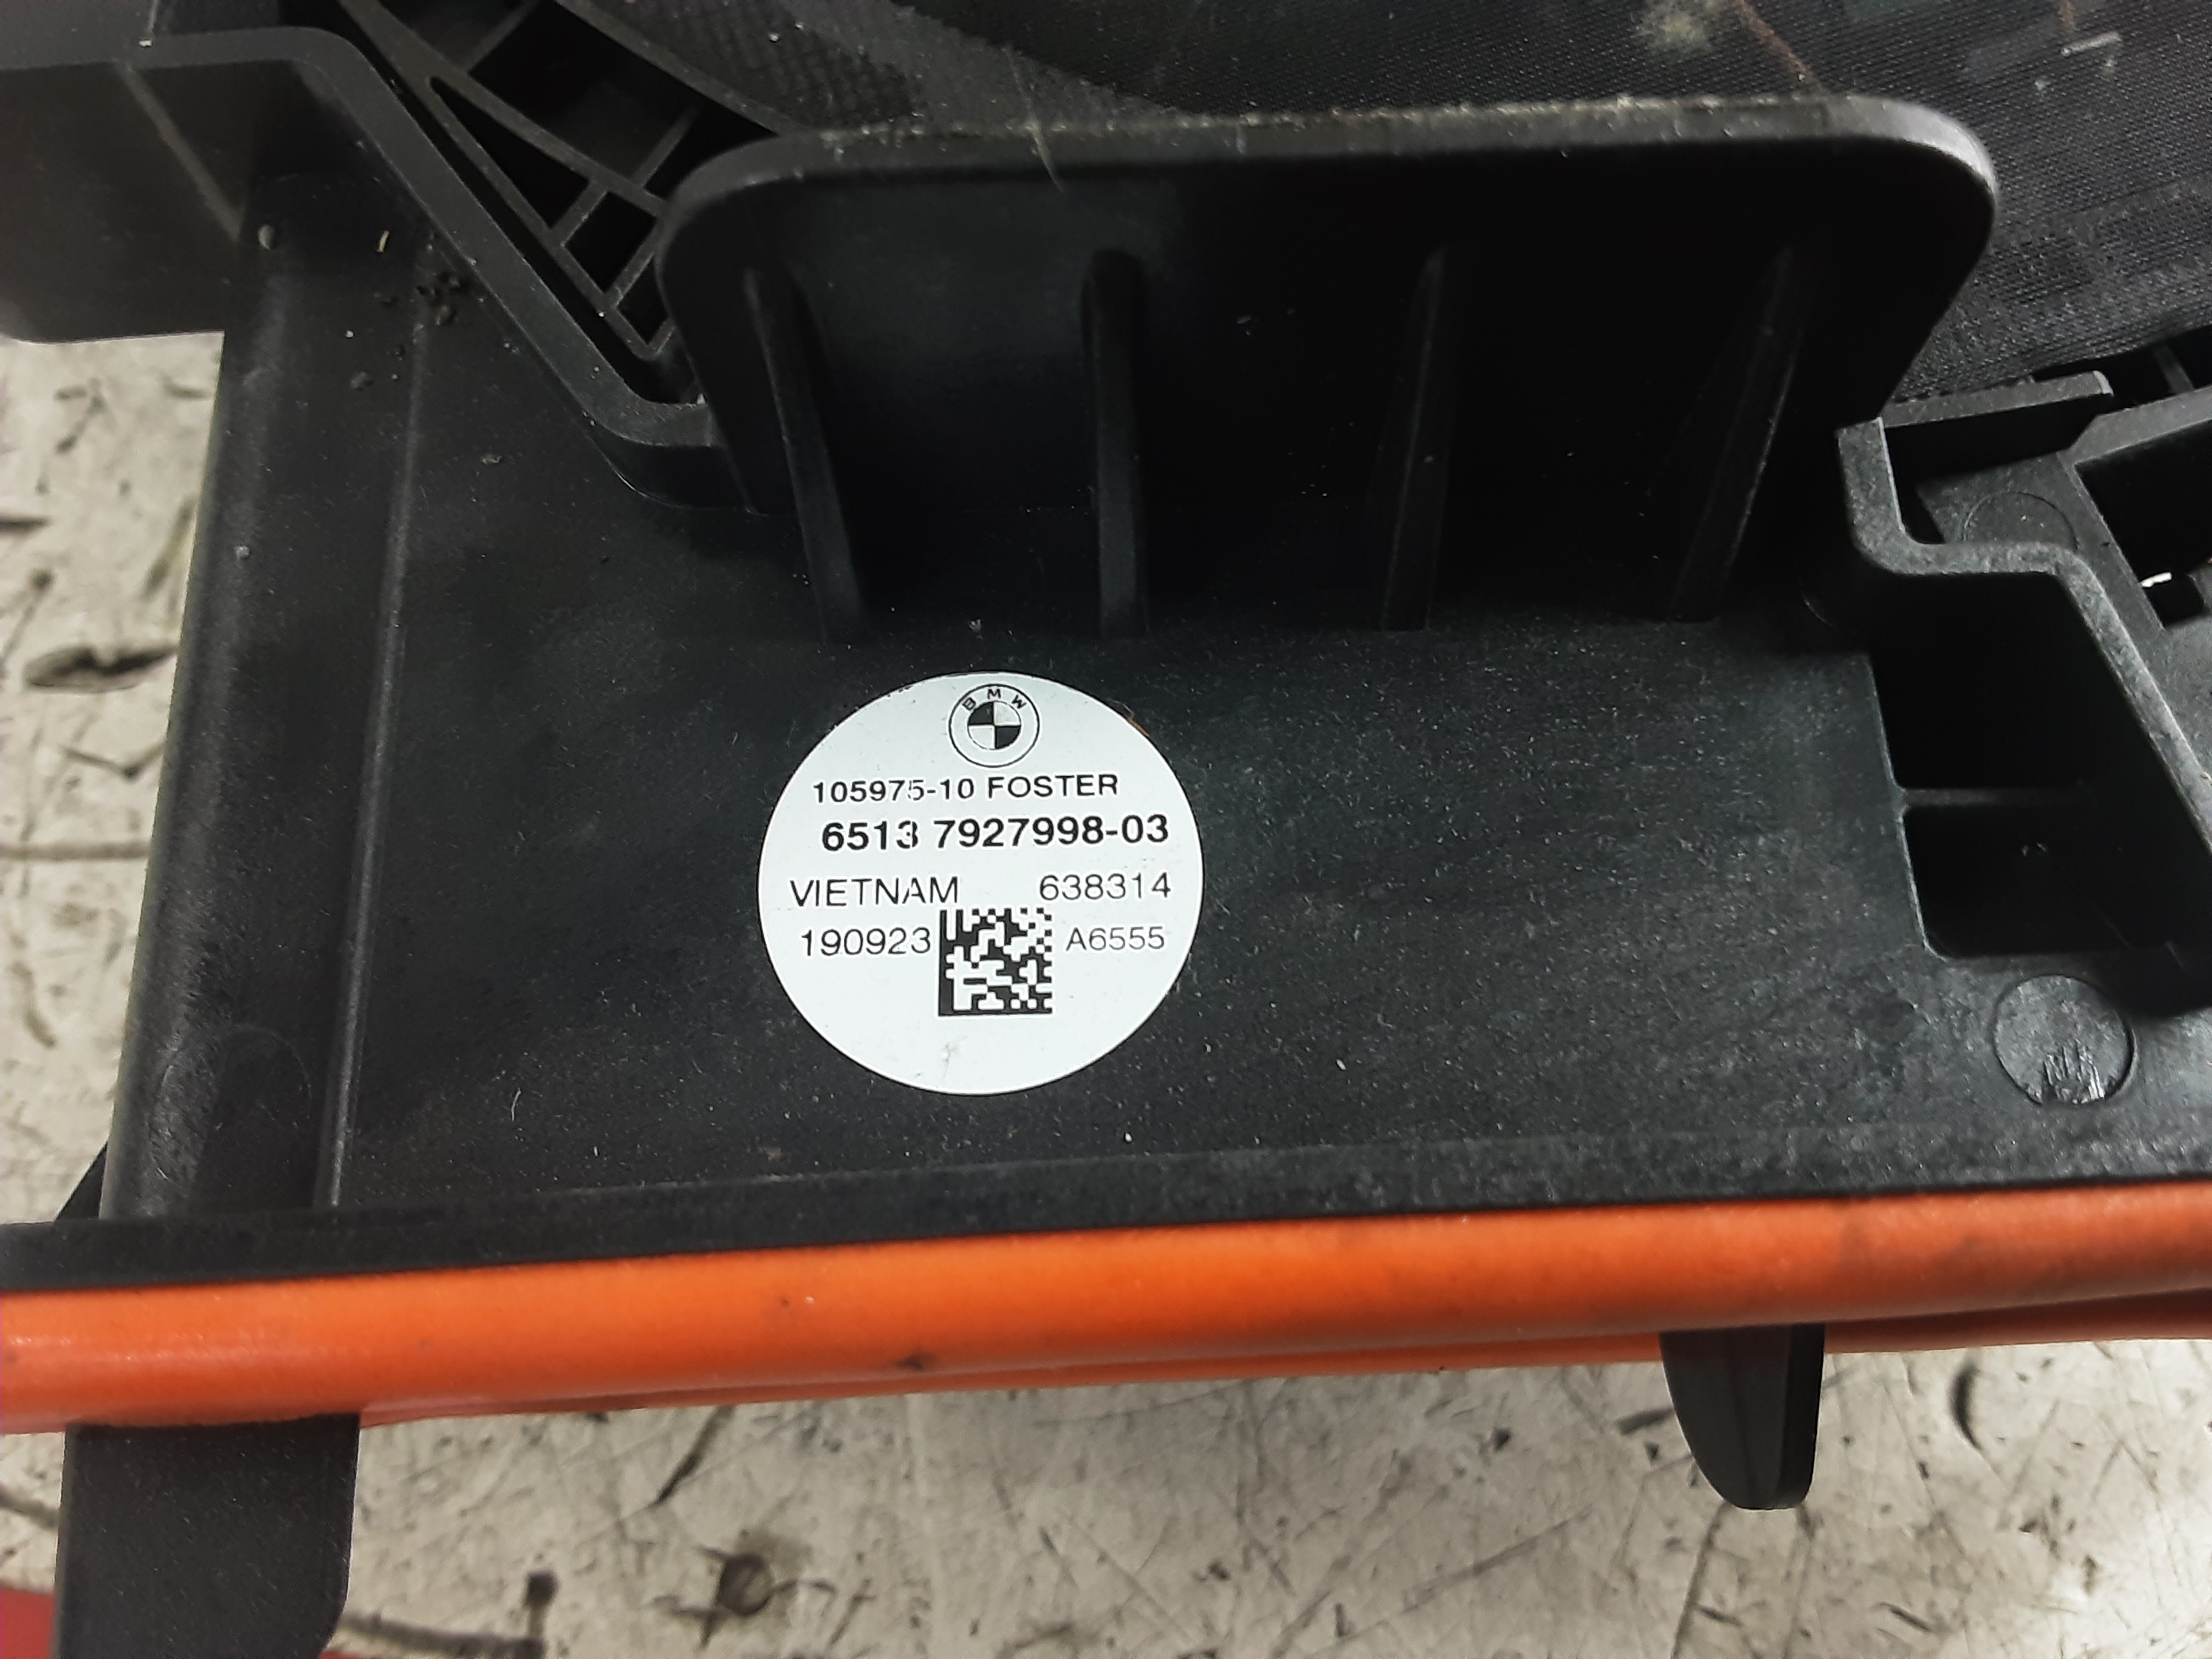 BMW
105975-10 FOSTER
6513 7927998-03
VIETNAM 638314
190923 A6555